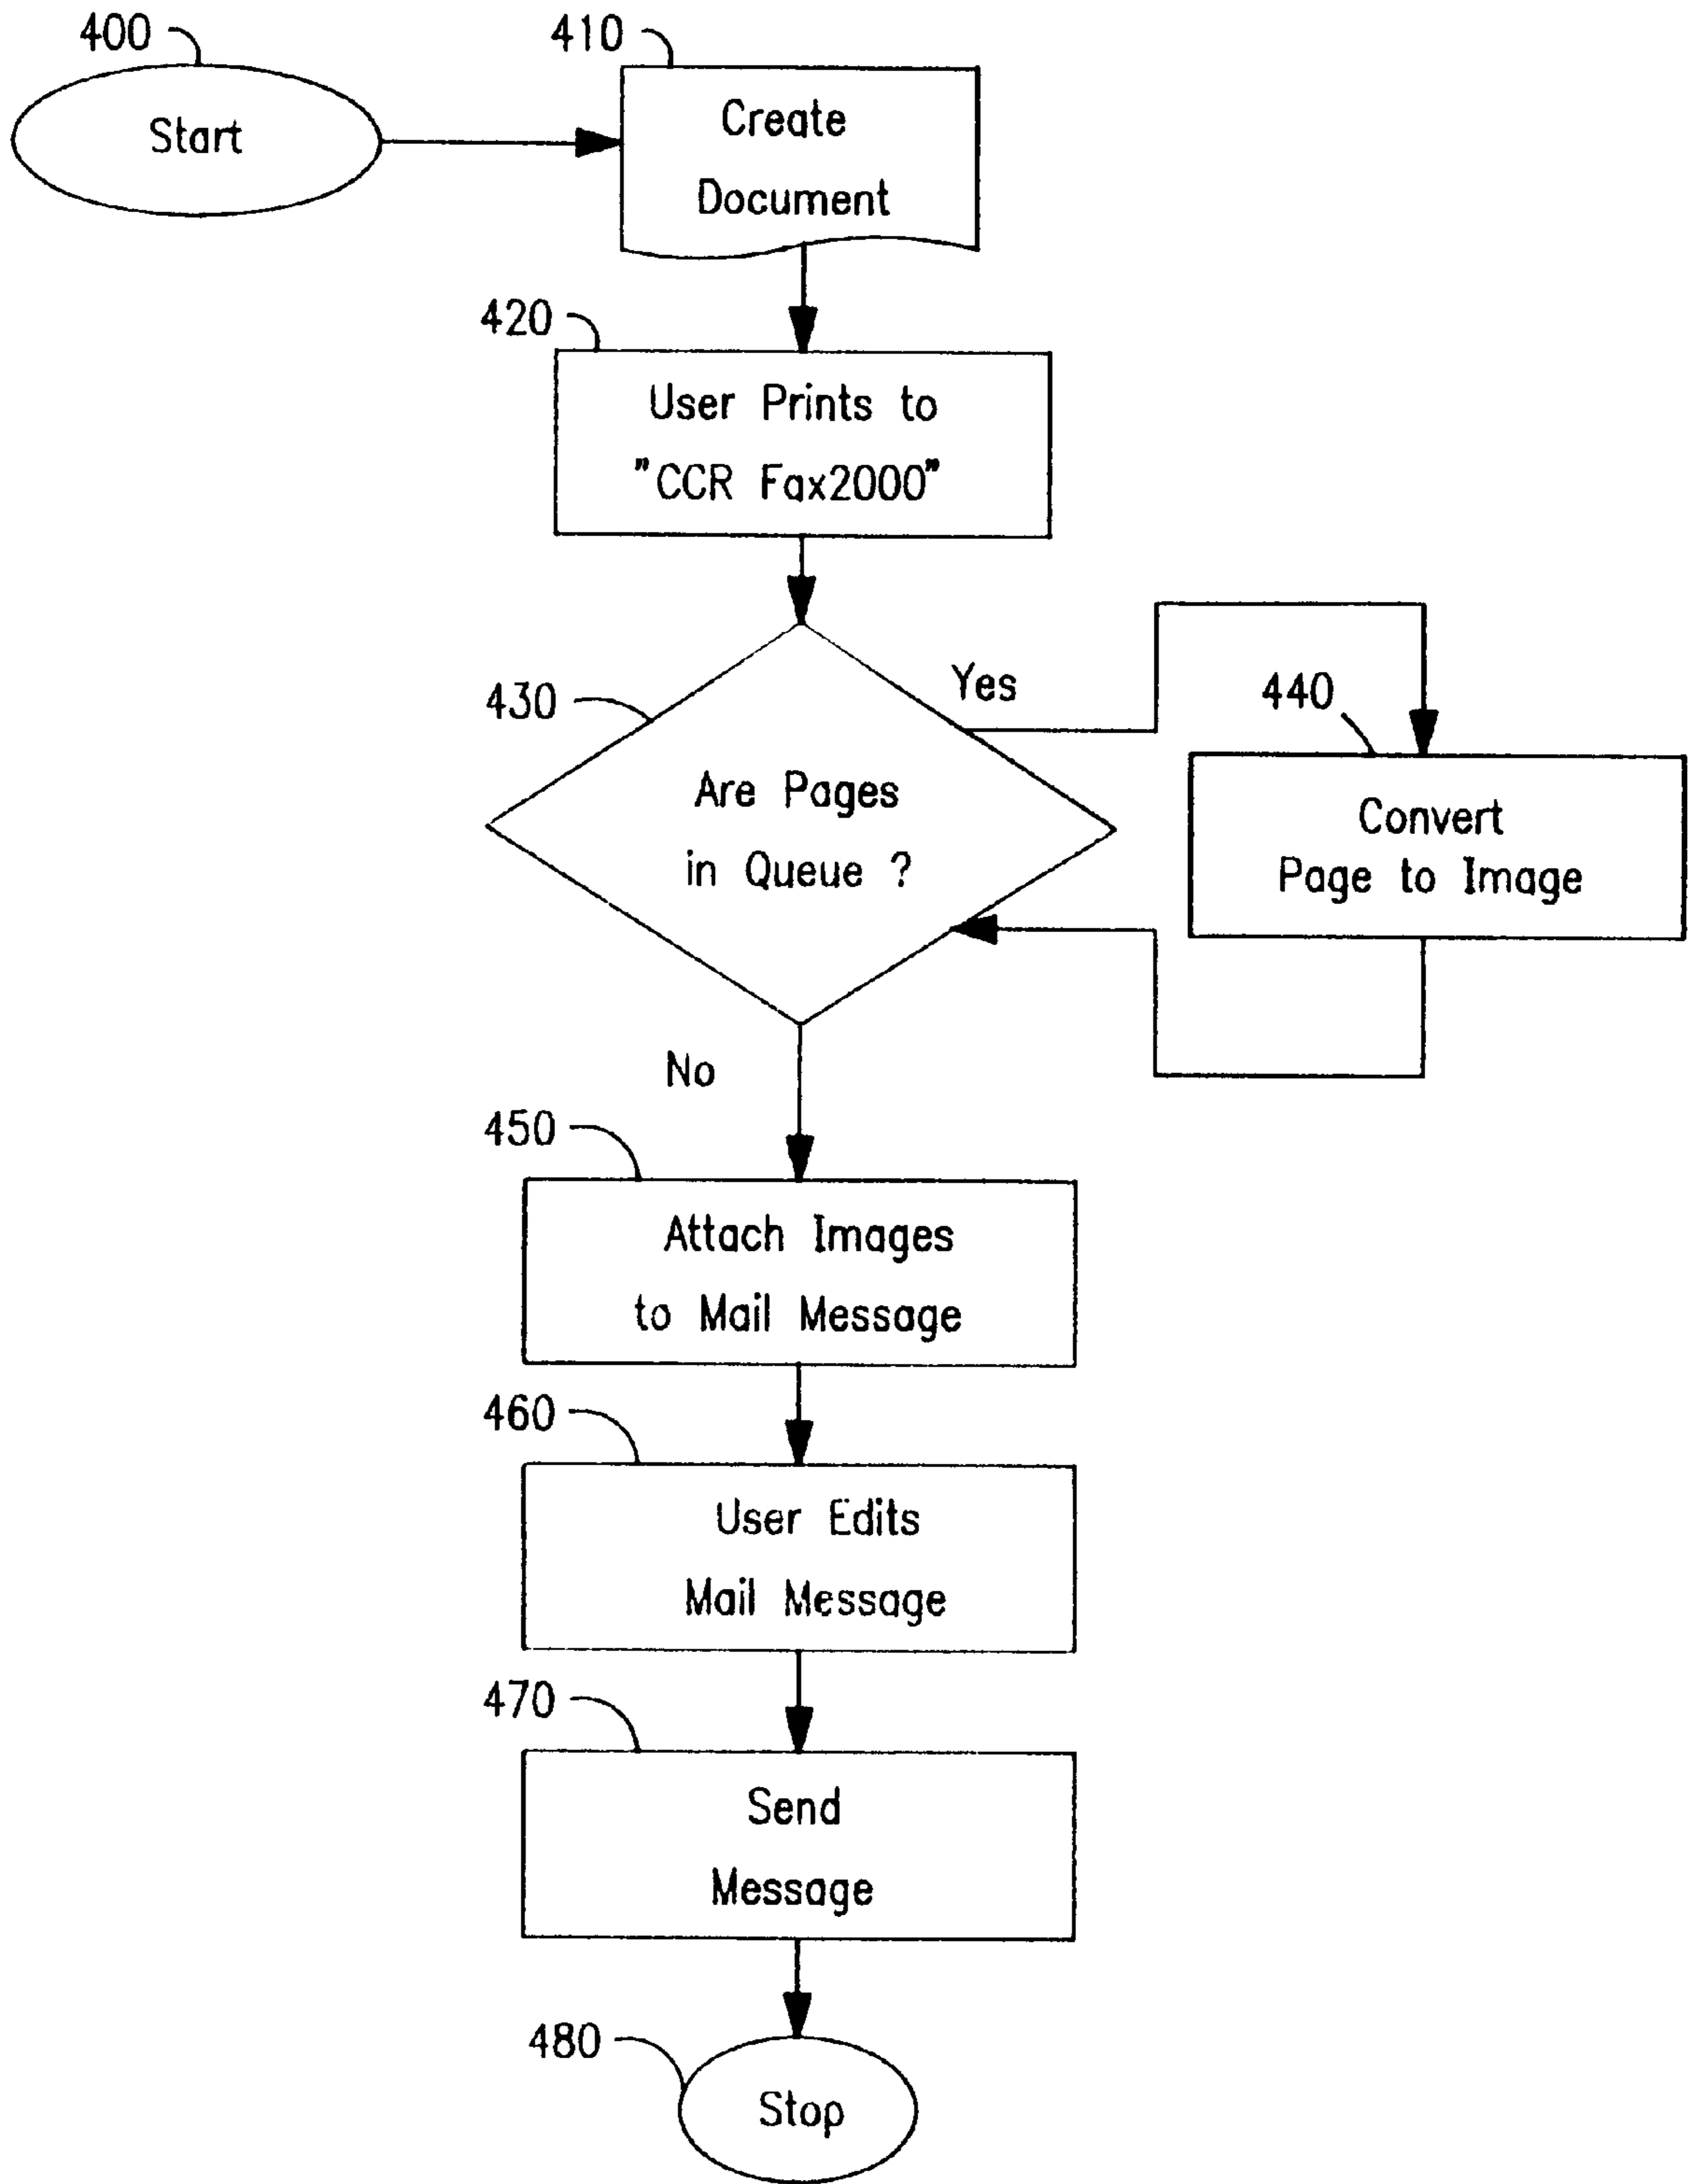 400
Start
410
Create
Document
420
User Prints to
"CCR Fax2000"
430
Are Pages
in Queue ?
Yes
440
Convert
Page to Image
No
450
Attach Images
to Mail Message
460
User Edits
Mail Message
470
Send
Message
480
Stop